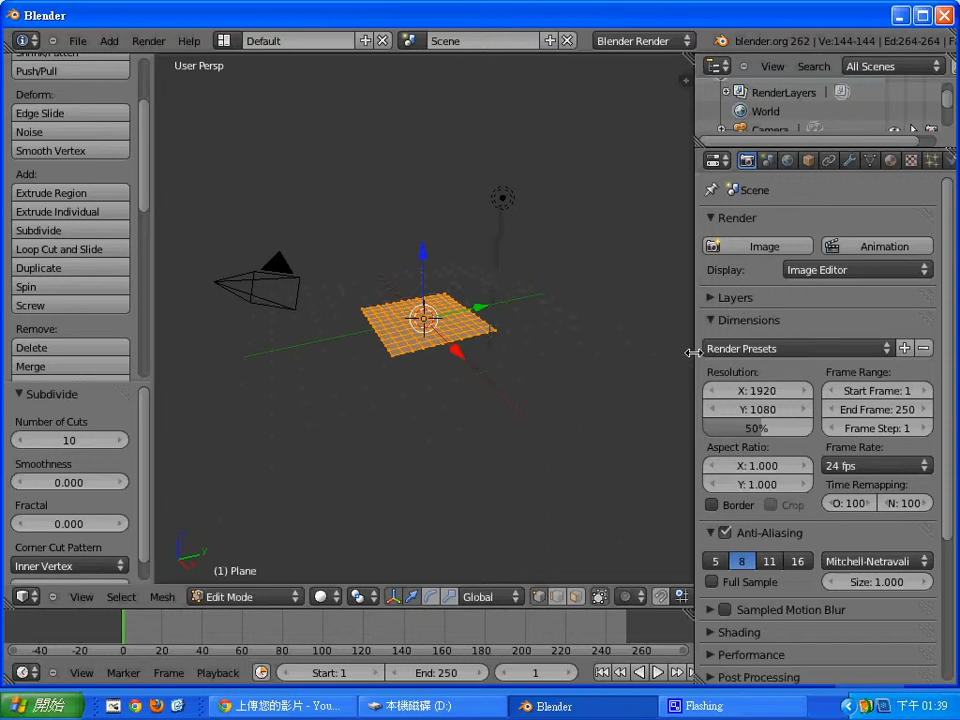 Blender
File Add Render Help Default Scene Blender Render blender.org 262 | Ve:144-144 | Ed:264-264 |
Push/Pull
Deform:
Edge Slide
Noise
Smooth Vertex
Add:
Extrude Region
Extrude Individual
Subdivide
Loop Cut and Slide
Duplicate
Spin
Screw
Remove:
Delete
Merge
Subdivide
Number of Cuts
10
Smoothness
0.000
Fractal
0.000
Corner Cut Pattern
Inner Vertex
User Persp
(1) Plane
View Select Mesh Edit Mode Global
View Search All Scenes
RenderLayers
World
Camera
Scene
Render
Image Animation
Display: Image Editor
Layers
Dimensions
Render Presets
Resolution: Frame Range:
X: 1920 Start Frame: 1
Y: 1080 End Frame: 250
50% Frame Step: 1
Aspect Ratio: Frame Rate:
X: 1.000 24 fps
Y: 1.000 Time Remapping:
Border Crop O: 100 N: 100
Anti-Aliasing
5 8 11 16 Mitchell-Netravali
Full Sample Size: 1.000
Sampled Motion Blur
Shading
Performance
Post Processing
-40 -20 0 20 40 60 80 100 120 140 160 180 200 220 240 260
View Marker Frame Playback Start: 1 End: 250 1
開始 上傳您的影片 - You... 本機磁碟 (D:) Blender Flashing 下午 01:39